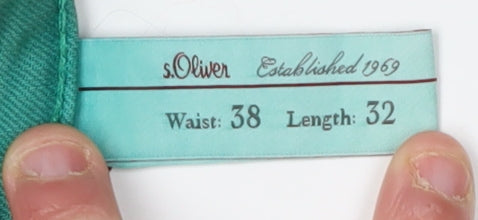 s.Oliver Established 1969
Waist: 38 Length: 32